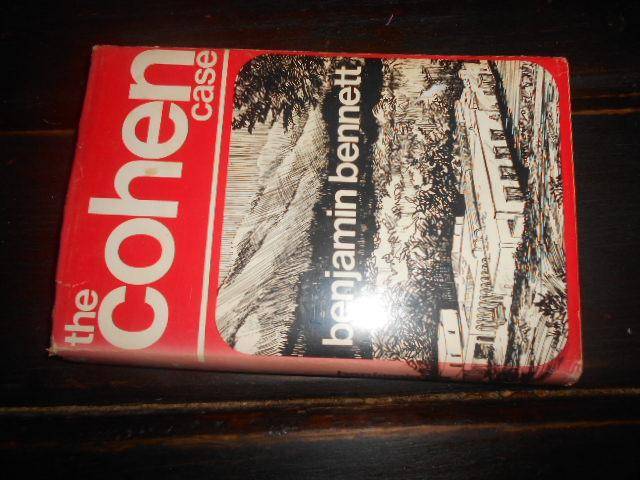 the
cohen
case
benjamin bennett